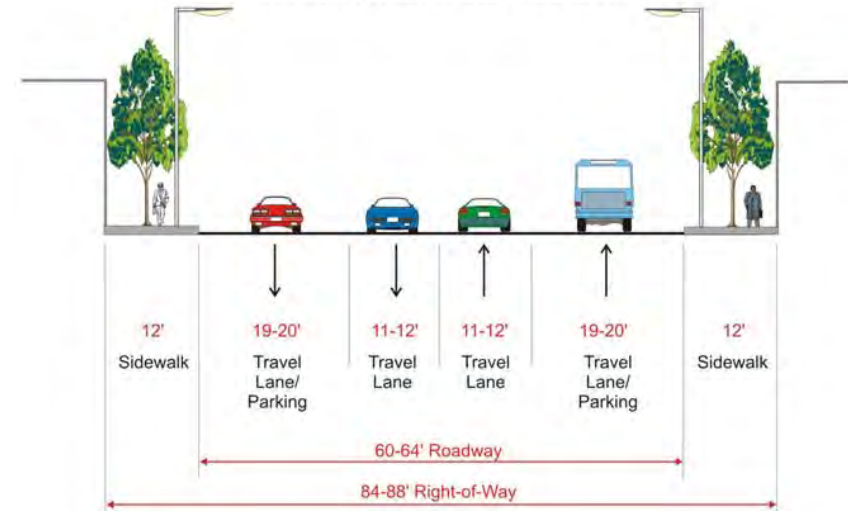 12' 19-20' 11-12' 11-12' 19-20' 12'
Sidewalk Travel Lane/ Parking Travel Lane Travel Lane Travel Lane/ Parking Sidewalk
60-64' Roadway
84-88' Right-of-Way